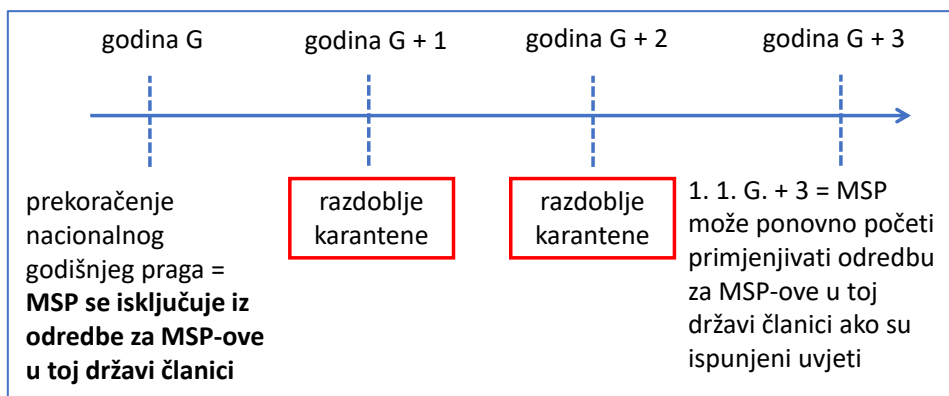 godina G
godina G + 1
godina G + 2
godina G + 3
prekoračenje
nacionalnog
godišnjeg praga =
MSP se isključuje iz
odredbe za MSP-ove
u toj državi članici
razdoblje
karantene
razdoblje
karantene
1. 1. G. + 3 = MSP
može ponovno početi
primjenjivati odredbu
za MSP-ove u toj
državi članici ako su
ispunjeni uvjeti